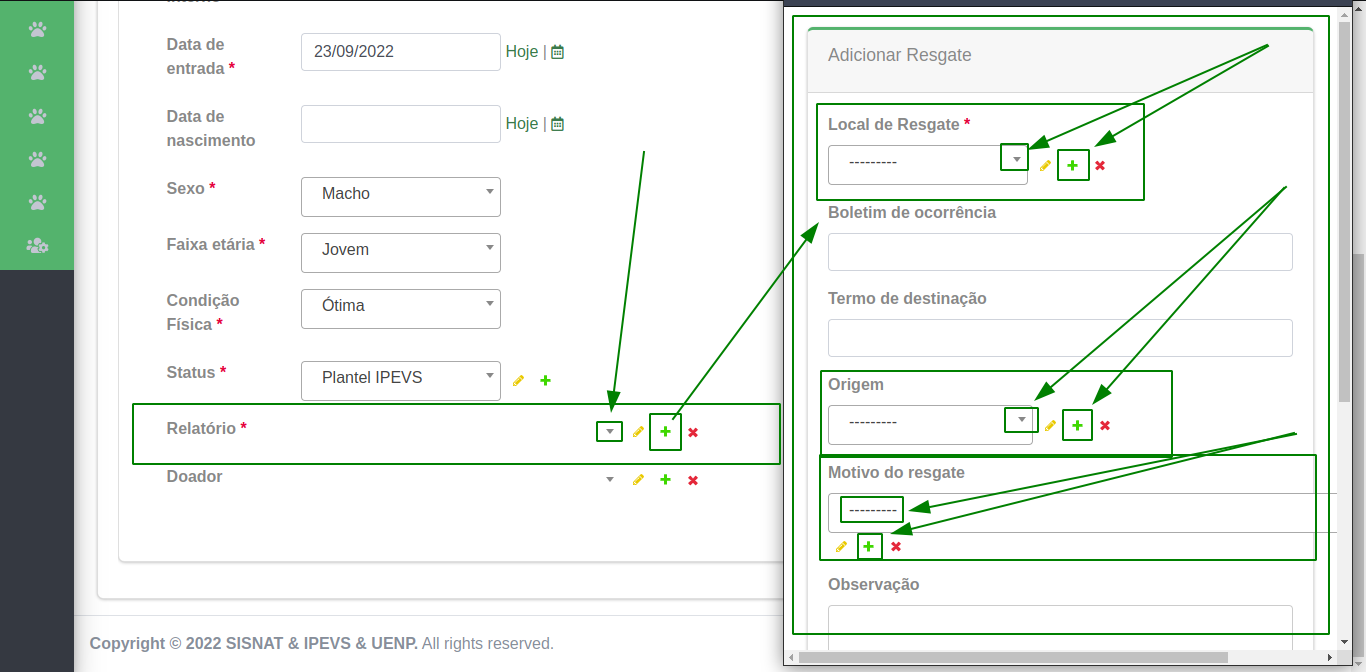 Data de
entrada *
23/09/2022
Hoje |
Data de
nascimento
Hoje |
Sexo *
Macho
Faixa etária *
Jovem
Condição
Física *
Ótima
Status *
Plantel IPEVS
Relatório *
Doador
Copyright © 2022 SISNAT & IPEVS & UENP. All rights reserved.
Adicionar Resgate
Local de Resgate *
---------
Boletim de ocorrência
Termo de destinação
Origem
---------
Motivo do resgate
---------
Observação